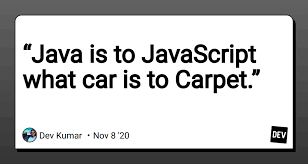 “Java is to JavaScript
what car is to Carpet.”
Dev Kumar • Nov 8 '20
DEV